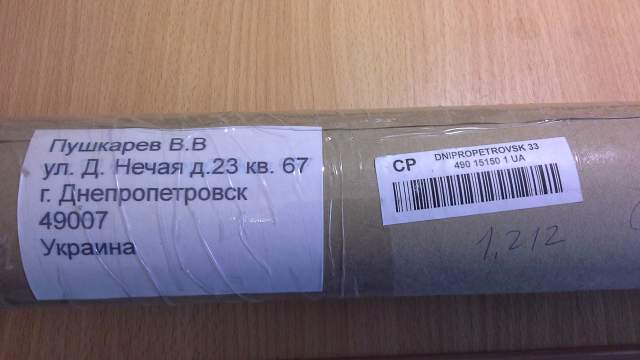 Пушкарев В.В
ул. Д. Нечая д.23 кв. 67
г. Днепропетровск
49007
Украина
CP
DNIPROPETROVSK 33
490 15150 1 UA
1,212